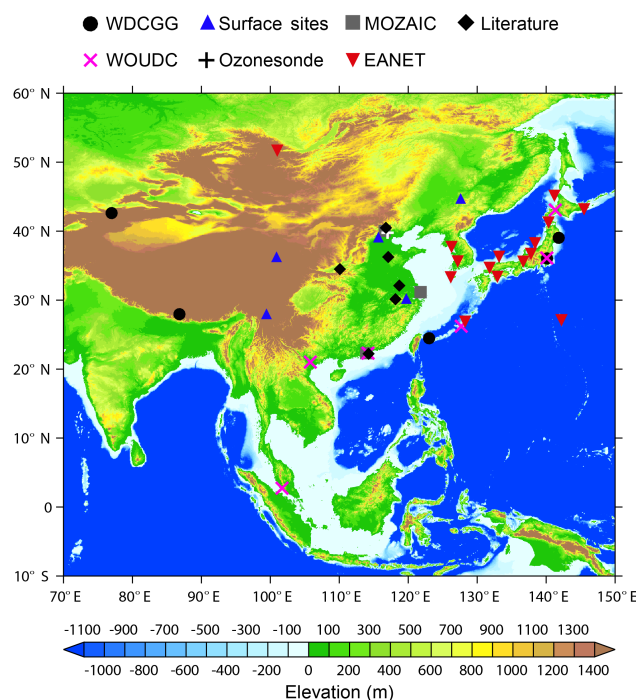 WDCGG Surface sites MOZAIC Literature
WOUDC Ozonesonde EANET
60° N
50° N
40° N
30° N
20° N
10° N
0
10° S
70° E 80° E 90° E 100° E 110° E 120° E 130° E 140° E 150° E
-1100 -900 -700 -500 -300 -100 100 300 500 700 900 1100 1300
-1000 -800 -600 -400 -200 0 200 400 600 800 1000 1200 1400
Elevation (m)